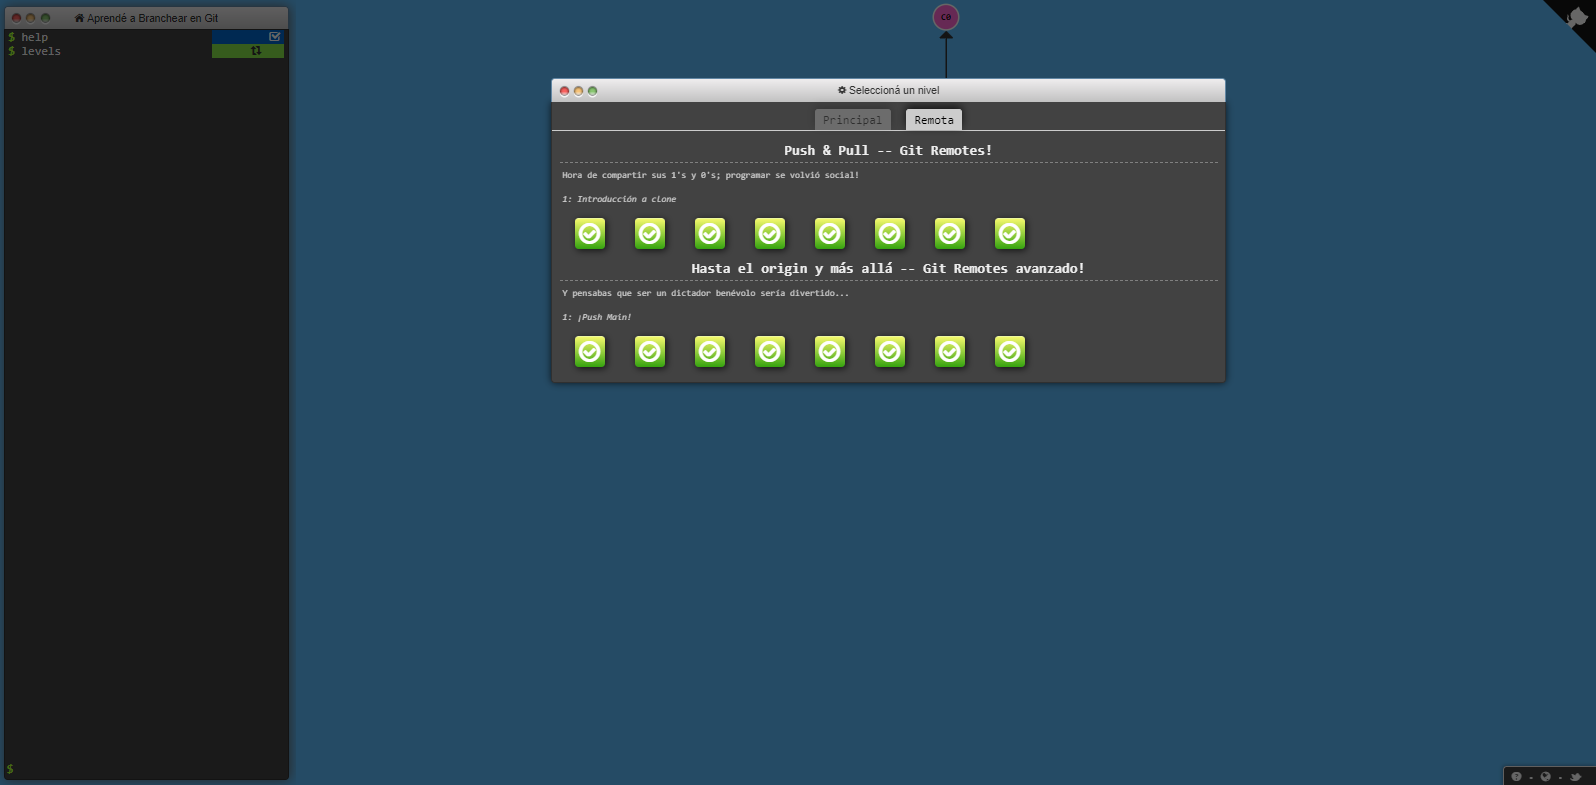 Aprendé a Branchear en Git
$ help
$ levels
$
c0
Seleccioná un nivel
Principal
Remota
Push & Pull -- Git Remotes!
Hora de compartir sus 1's y 0's; programar se volvió social!
1: Introducción a clone
Hasta el origin y más allá -- Git Remotes avanzado!
Y pensabas que ser un dictador benévolo sería divertido...
1: ¡Push Main!